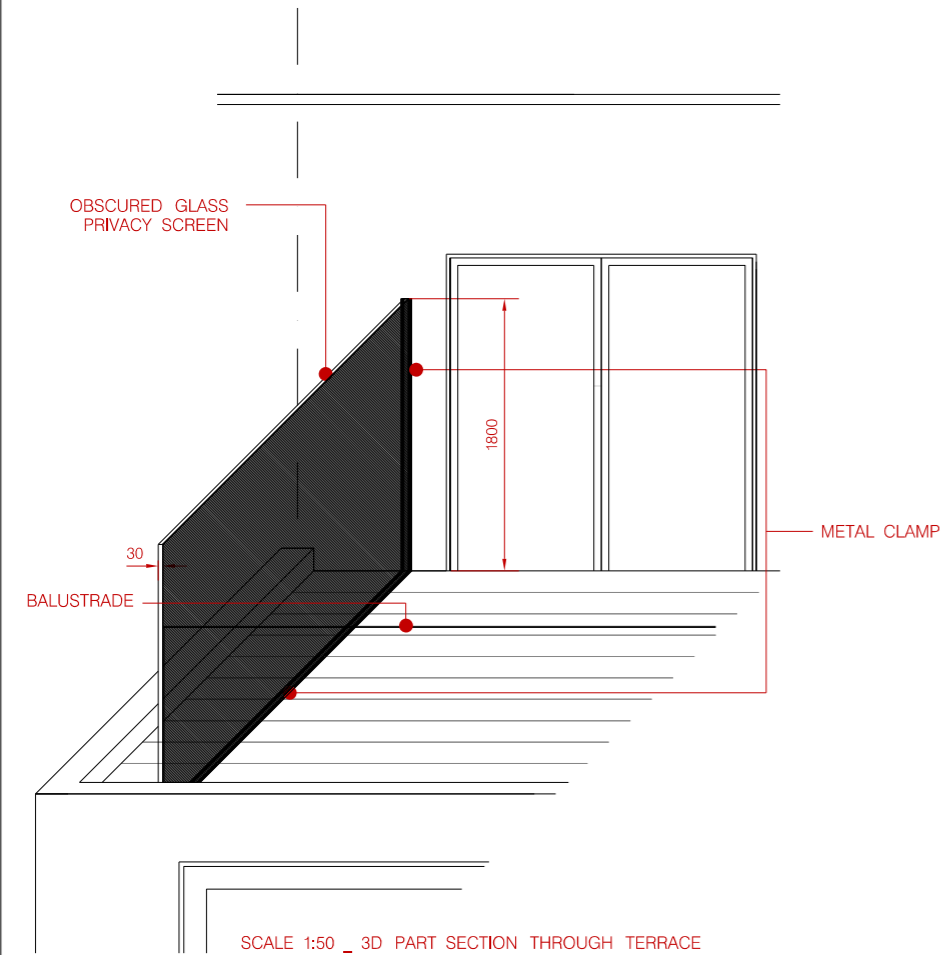 OBSCURED GLASS
PRIVACY SCREEN
1800
METAL CLAMP
30
BALUSTRADE
SCALE 1:50 _ 3D PART SECTION THROUGH TERRACE